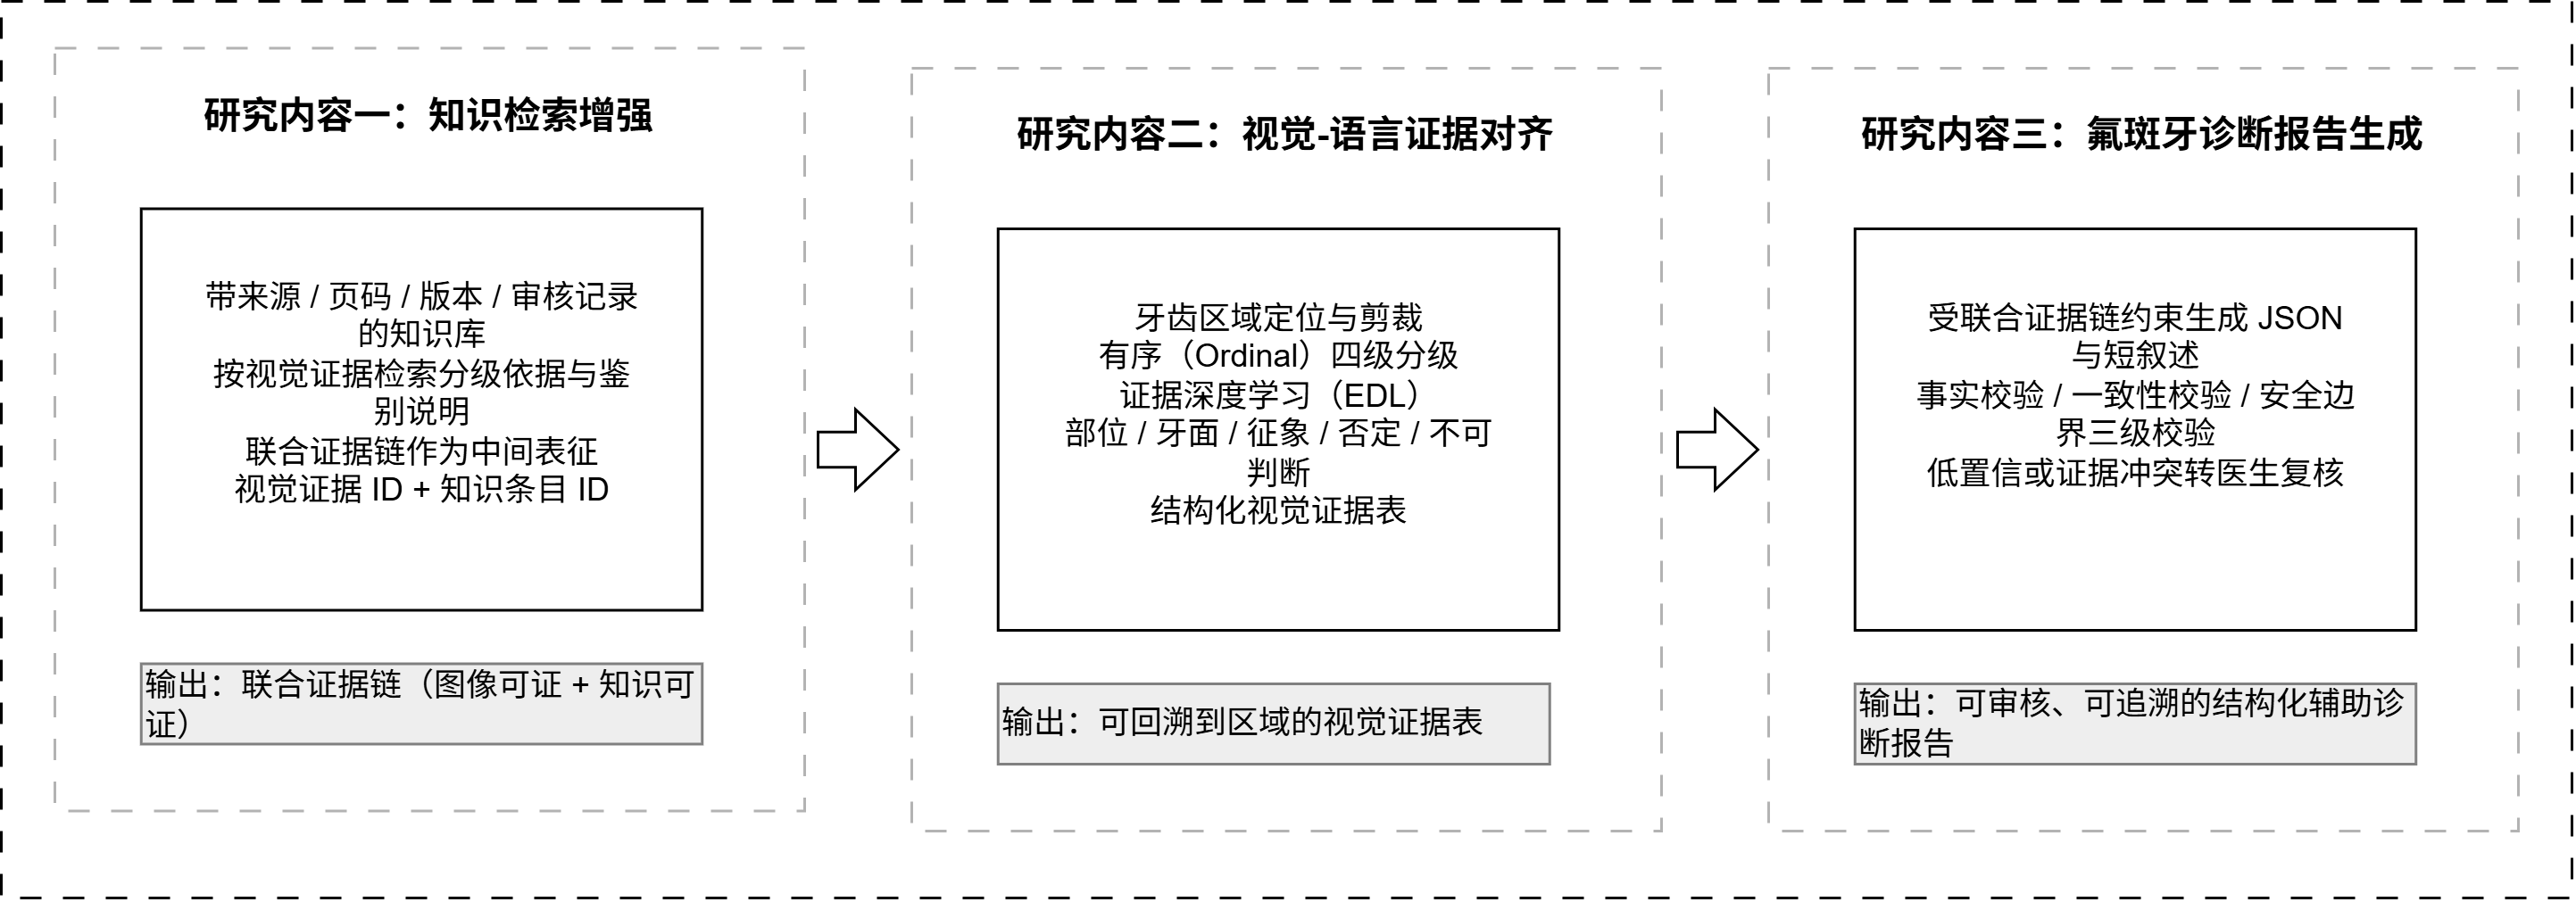 研究内容一：知识检索增强
带来源 / 页码 / 版本 / 审核记录
的知识库
按视觉证据检索分级依据与鉴
别说明
联合证据链作为中间表征
视觉证据 ID + 知识条目 ID
输出：联合证据链（图像可证 + 知识可
证）
研究内容二：视觉-语言证据对齐
牙齿区域定位与剪裁
有序（Ordinal）四级分级
证据深度学习（EDL）
部位 / 牙面 / 征象 / 否定 / 不可
判断
结构化视觉证据表
输出：可回溯到区域的视觉证据表
研究内容三：氟斑牙诊断报告生成
受联合证据链约束生成 JSON
与短叙述
事实校验 / 一致性校验 / 安全边
界三级校验
低置信或证据冲突转医生复核
输出：可审核、可追溯的结构化辅助诊
断报告